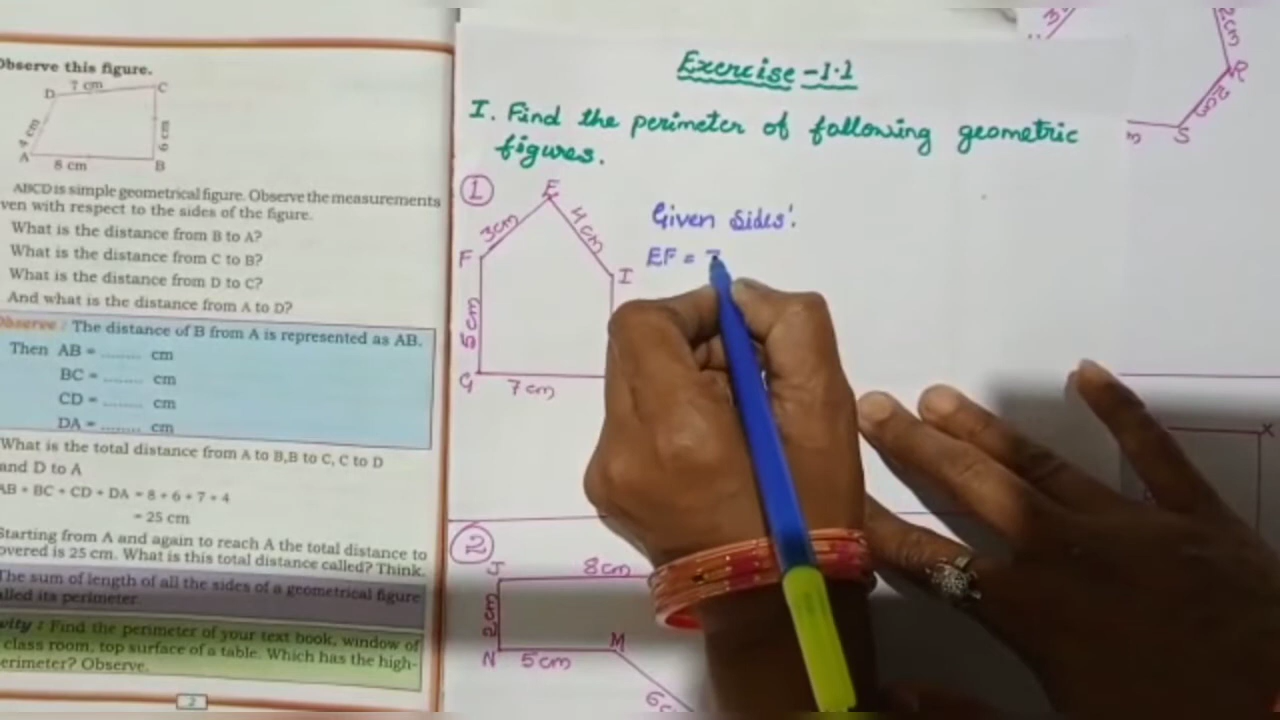 Observe this figure.
7 cm
D
C
4 cm
6 cm
A
8 cm
B
ABCD is simple geometrical figure. Observe the measurements
ven with respect to the sides of the figure.
What is the distance from B to A?
What is the distance from C to B?
What is the distance from D to C?
And what is the distance from A to D?
Observe : The distance of B from A is represented as AB.
Then AB = ........ cm
BC = ........ cm
CD = ........ cm
DA = ........ cm
What is the total distance from A to B,B to C, C to D
and D to A
AB + BC + CD + DA = 8 + 6 + 7 + 4
= 25 cm
Starting from A and again to reach A the total distance to
overed is 25 cm. What is this total distance called? Think.
The sum of length of all the sides of a geometrical figure
alled its perimeter.
vity : Find the perimeter of your text book, window of
class room, top surface of a table. Which has the high-
erimeter? Observe.
2
Exercise-1.1
I. Find the perimeter of following geometric
figures.
1
E
3cm
4cm
F
I
5cm
G
7cm
Given Sides:
EF =
2
J
8cm
2cm
N
5cm
M
2cm
R
2cm
S
X